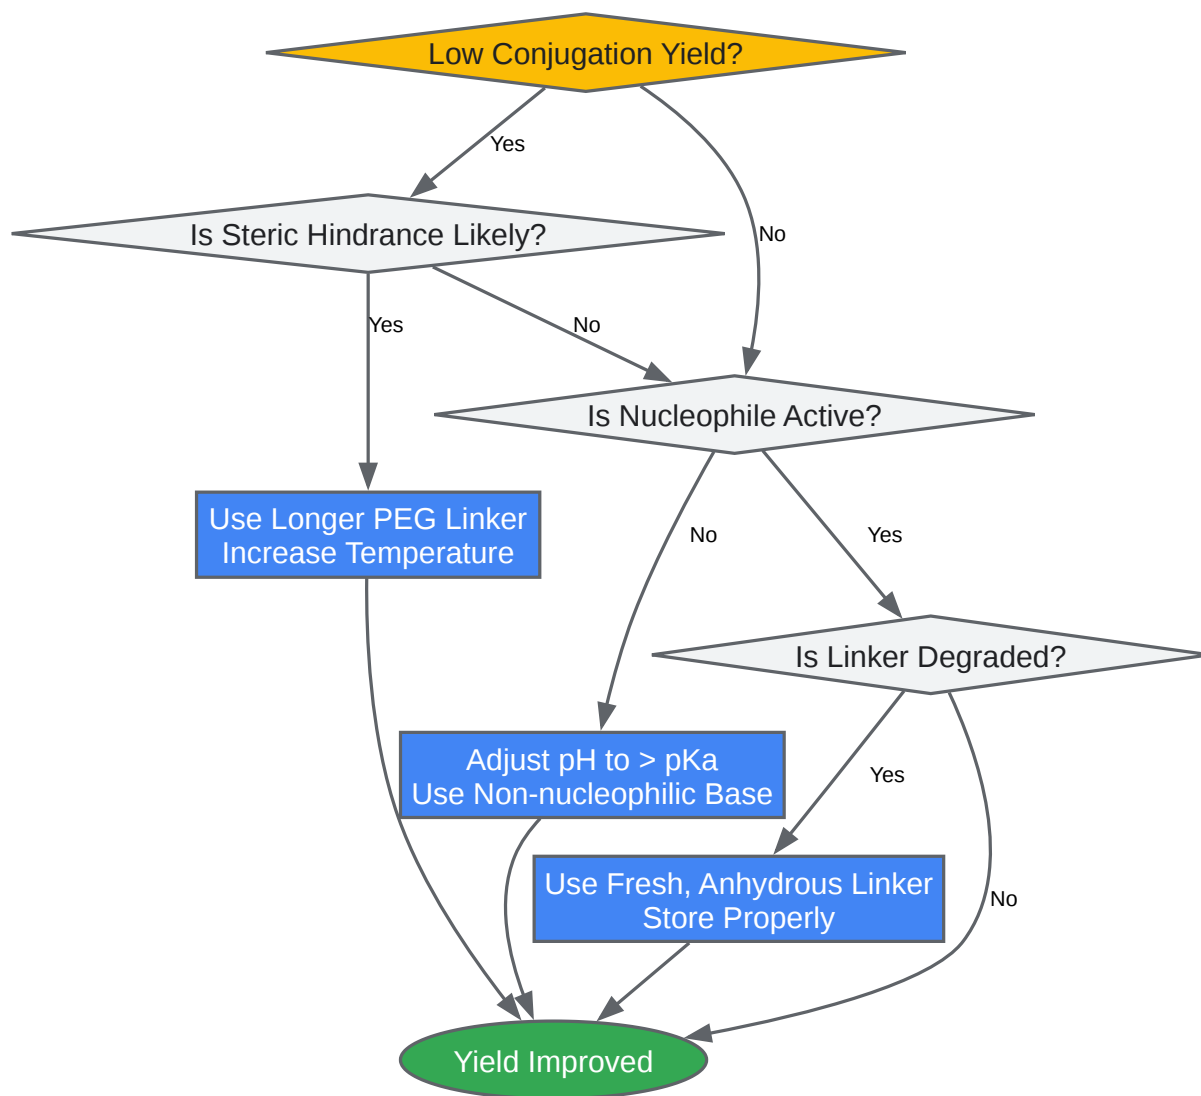 Low Conjugation Yield?
Yes
Is Steric Hindrance Likely?
No
Yes
No
Is Nucleophile Active?
Use Longer PEG Linker
Increase Temperature
No
Yes
Is Linker Degraded?
Adjust pH to > pKa
Use Non-nucleophilic Base
Yes
Use Fresh, Anhydrous Linker
Store Properly
No
Yield Improved